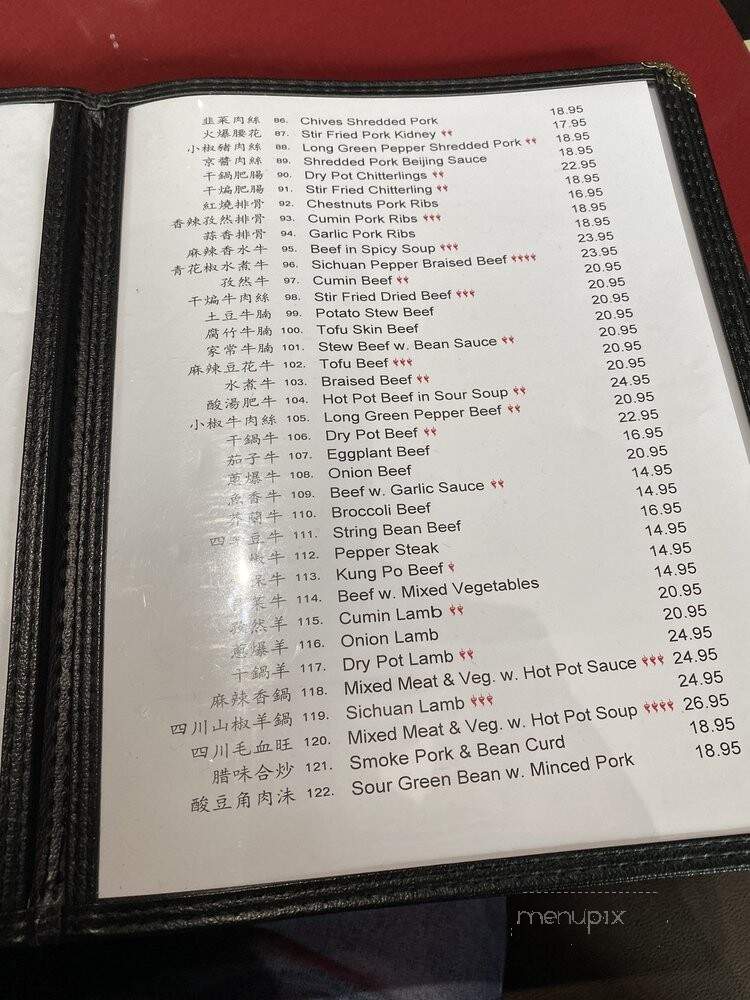 韭菜肉絲 86. Chives Shredded Pork 18.95
火爆腰花 87. Stir Fried Pork Kidney 17.95
小椒豬肉絲 88. Long Green Pepper Shredded Pork 18.95
京醬肉絲 89. Shredded Pork Beijing Sauce 18.95
干鍋肥腸 90. Dry Pot Chitterlings 22.95
干煸肥腸 91. Stir Fried Chitterling 18.95
紅燒排骨 92. Chestnuts Pork Ribs 16.95
香辣孜然排骨 93. Cumin Pork Ribs 18.95
蒜香排骨 94. Garlic Pork Ribs 18.95
麻辣香水牛 95. Beef in Spicy Soup 23.95
青花椒水煮牛 96. Sichuan Pepper Braised Beef 23.95
孜然牛 97. Cumin Beef 20.95
干煸牛肉絲 98. Stir Fried Dried Beef 20.95
土豆牛腩 99. Potato Stew Beef 20.95
腐竹牛腩 100. Tofu Skin Beef 20.95
家常牛腩 101. Stew Beef w. Bean Sauce 20.95
麻辣豆花牛 102. Tofu Beef 20.95
水煮牛 103. Braised Beef 20.95
酸湯肥牛 104. Hot Pot Beef in Sour Soup 24.95
小椒牛肉絲 105. Long Green Pepper Beef 20.95
干鍋牛 106. Dry Pot Beef 22.95
茄子牛 107. Eggplant Beef 16.95
蔥爆牛 108. Onion Beef 20.95
魚香牛 109. Beef w. Garlic Sauce 14.95
芥蘭牛 110. Broccoli Beef 14.95
豆牛 111. String Bean Beef 16.95
牛 112. Pepper Steak 14.95
牛 113. Kung Po Beef 14.95
菜牛 114. Beef w. Mixed Vegetables 14.95
孜然羊 115. Cumin Lamb 20.95
蔥爆羊 116. Onion Lamb 20.95
干鍋羊 117. Dry Pot Lamb 24.95
麻辣香鍋 118. Mixed Meat & Veg. w. Hot Pot Sauce 24.95
四川山椒羊鍋 119. Sichuan Lamb 24.95
四川毛血旺 120. Mixed Meat & Veg. w. Hot Pot Soup 26.95
腊味合炒 121. Smoke Pork & Bean Curd 18.95
酸豆角肉沫 122. Sour Green Bean w. Minced Pork 18.95
menupix